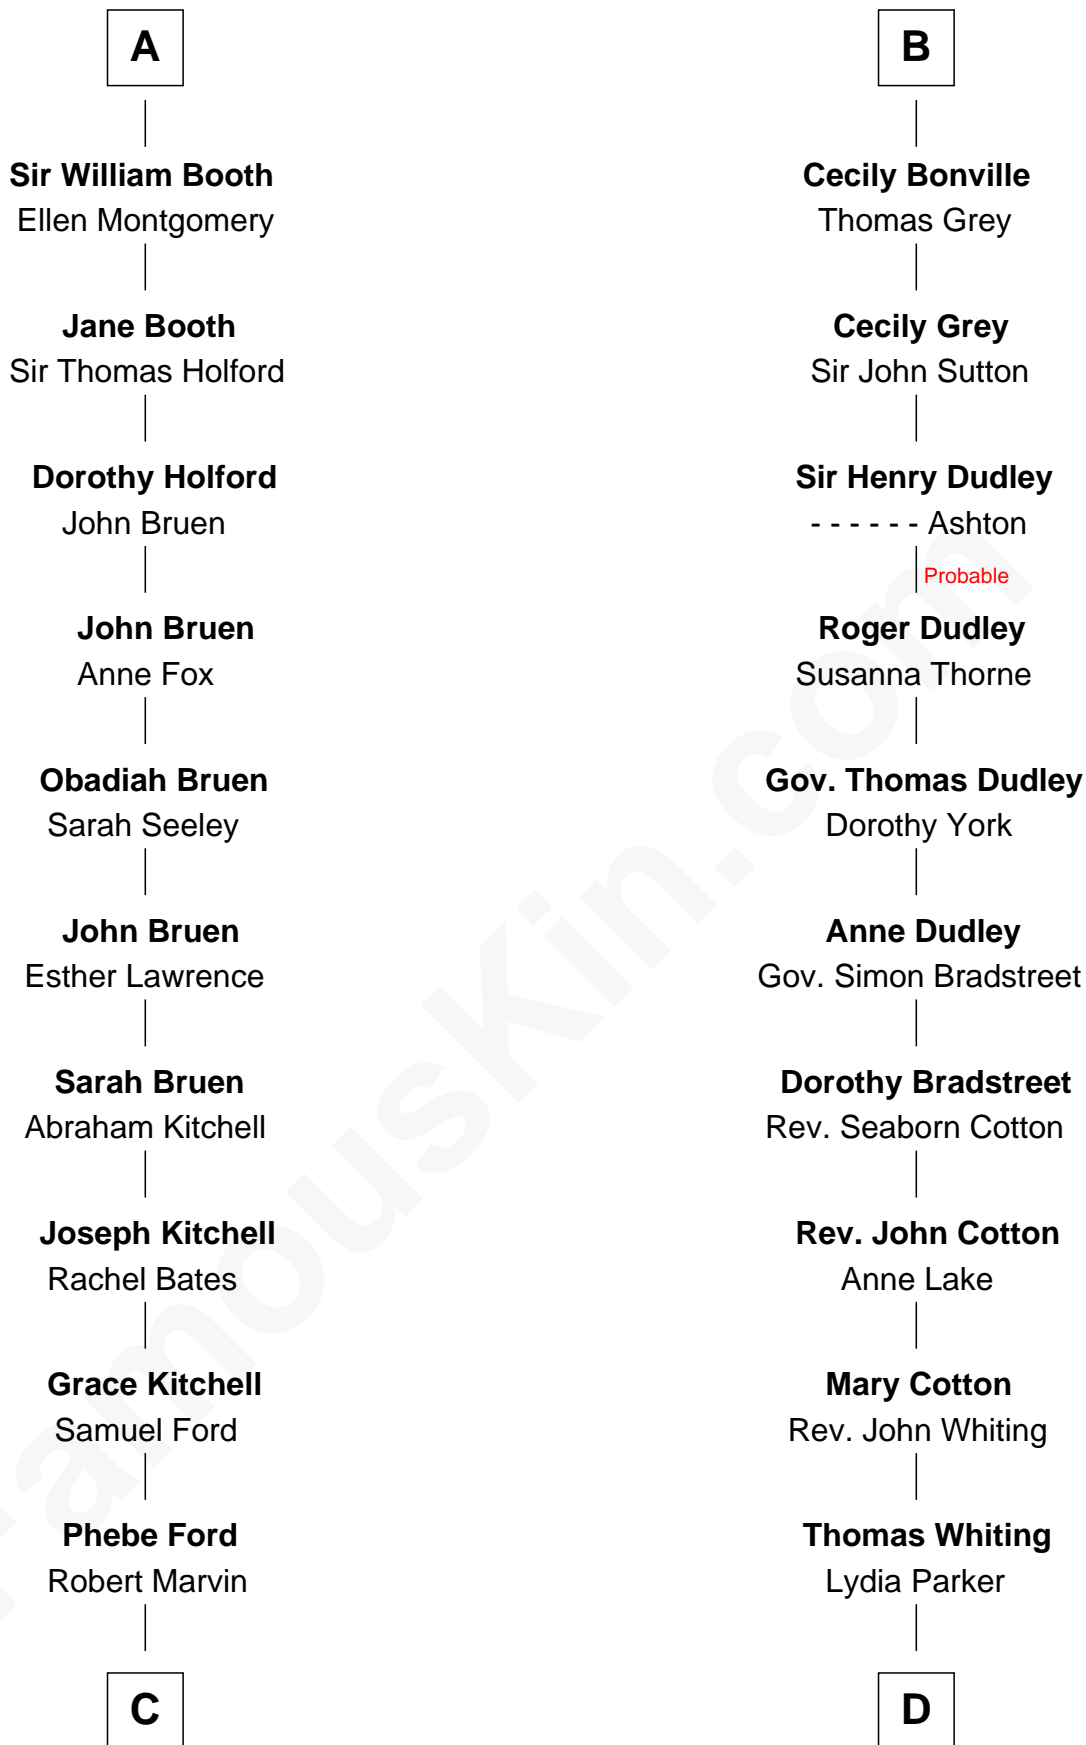 A
Sir William Booth
Ellen Montgomery
Jane Booth
Sir Thomas Holford
Dorothy Holford
John Bruen
John Bruen
Anne Fox
Obadiah Bruen
Sarah Seeley
John Bruen
Esther Lawrence
Sarah Bruen
Abraham Kitchell
Joseph Kitchell
Rachel Bates
Grace Kitchell
Samuel Ford
Phebe Ford
Robert Marvin
C
B
Cecily Bonville
Thomas Grey
Cecily Grey
Sir John Sutton
Sir Henry Dudley
- - - - - - Ashton
Probable
Roger Dudley
Susanna Thorne
Gov. Thomas Dudley
Dorothy York
Anne Dudley
Gov. Simon Bradstreet
Dorothy Bradstreet
Rev. Seaborn Cotton
Rev. John Cotton
Anne Lake
Mary Cotton
Rev. John Whiting
Thomas Whiting
Lydia Parker
D
FamousKin.com